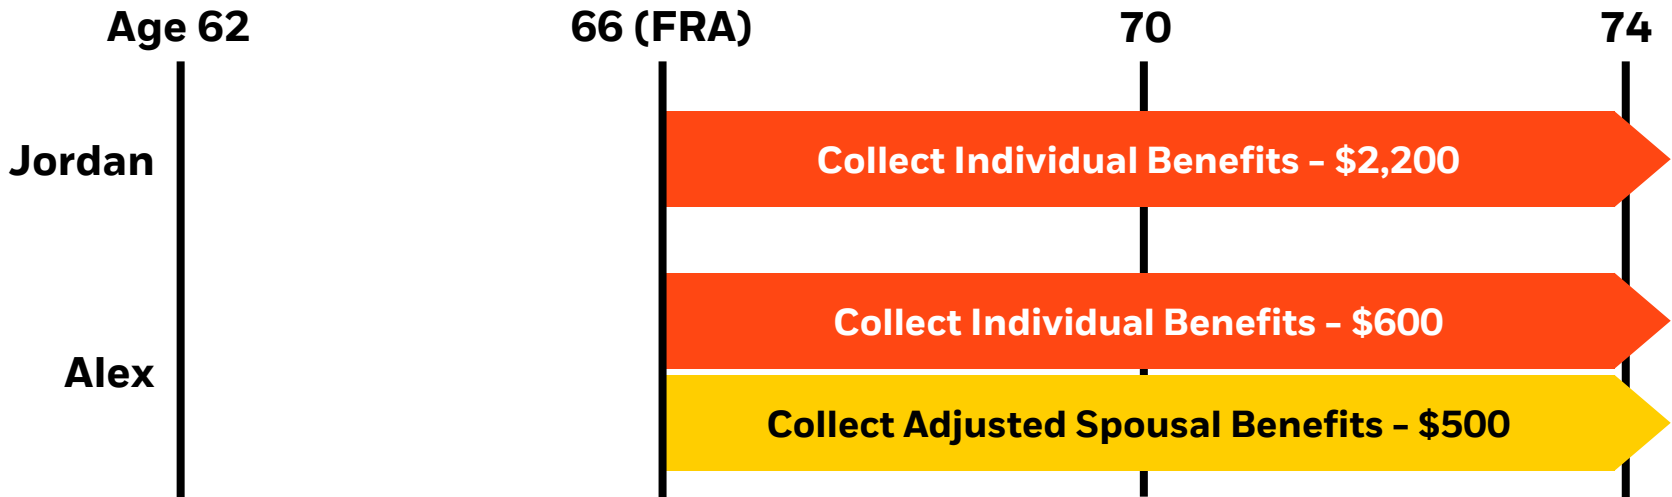 Age 62
66 (FRA)
70
74
Jordan
Collect Individual Benefits – $2,200
Alex
Collect Individual Benefits – $600
Collect Adjusted Spousal Benefits – $500